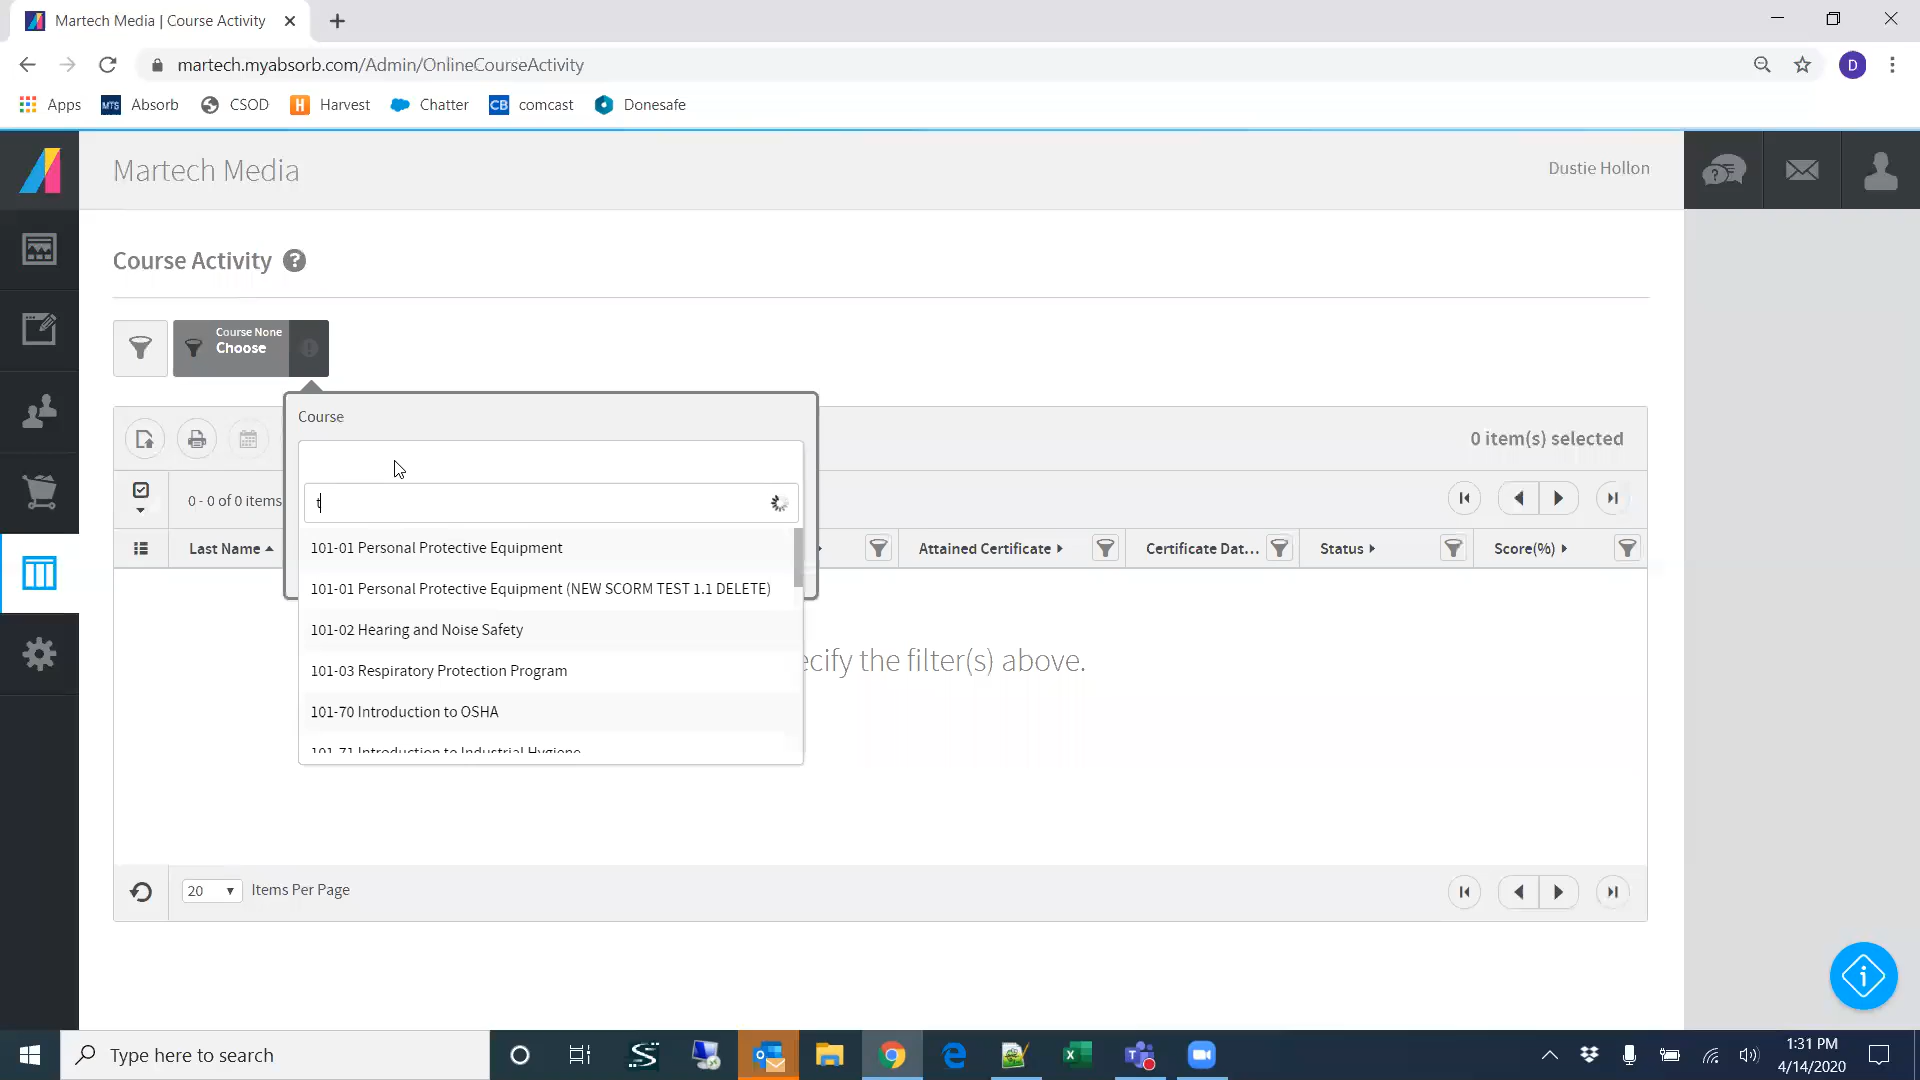 Martech Media | Course Activity
martech.myabsorb.com/Admin/OnlineCourseActivity
D
Apps
MTS
Absorb
CSOD
H
Harvest
Chatter
CB
comcast
Donesafe
Martech Media
Dustie Hollon
Course Activity
Course None
Choose
Course
0 item(s) selected
t
0 - 0 of 0 items
Last Name
Attained Certificate
Certificate Dat...
Status
Score(%)
101-01 Personal Protective Equipment
101-01 Personal Protective Equipment (NEW SCORM TEST 1.1 DELETE)
101-02 Hearing and Noise Safety
101-03 Respiratory Protection Program
ecify the filter(s) above.
101-70 Introduction to OSHA
101-71 Introduction to Industrial Hygiene
20
Items Per Page
Type here to search
1:31 PM
4/14/2020